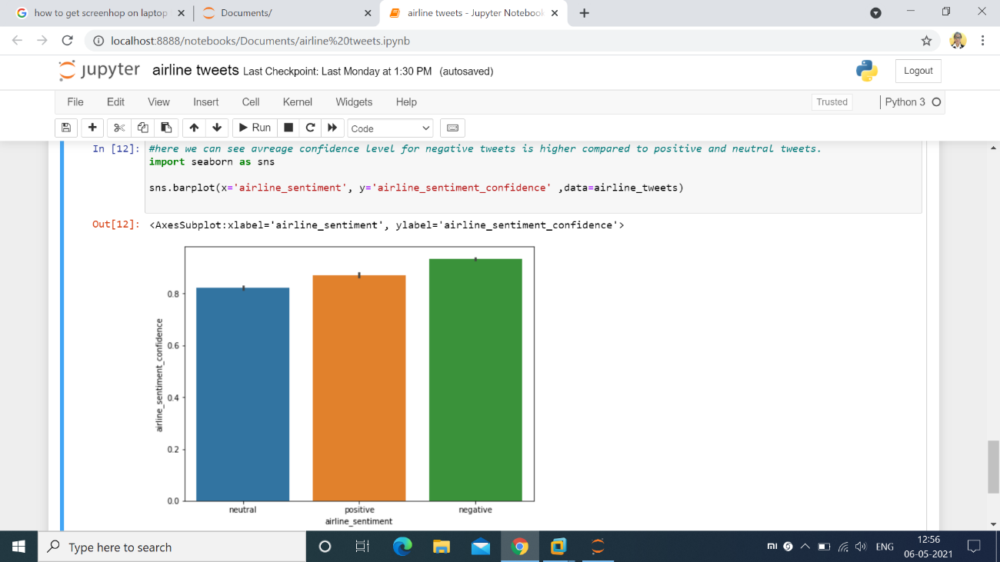 how to get screenhop on laptop
Documents/
airline tweets - Jupyter Notebook
localhost:8888/notebooks/Documents/airline%20tweets.ipynb
jupyter airline tweets Last Checkpoint: Last Monday at 1:30 PM (autosaved)
Logout
File Edit View Insert Cell Kernel Widgets Help
Trusted
Python 3
Run
Code
In [12]: #here we can see avreage confidence level for negative tweets is higher compared to positive and neutral tweets.
import seaborn as sns
sns.barplot(x='airline_sentiment', y='airline_sentiment_confidence' ,data=airline_tweets)
Out[12]: <AxesSubplot:xlabel='airline_sentiment', ylabel='airline_sentiment_confidence'>
airline_sentiment_confidence
0.8
0.6
0.4
0.2
0.0
neutral positive negative
airline_sentiment
Type here to search
mi
ENG
12:56
06-05-2021